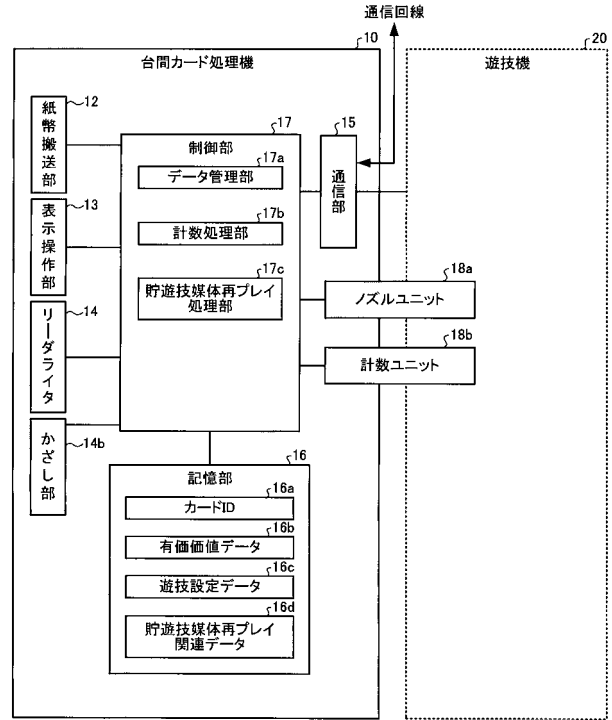 通信回線
10
20
台間カード処理機
遊技機
12
紙幣搬送部
13
表示操作部
14
リーダライタ
14b
かざし部
17
制御部
17a
データ管理部
17b
計数処理部
17c
貯遊技媒体再プレイ
処理部
15
通信部
18a
ノズルユニット
18b
計数ユニット
16
記憶部
16a
カードID
16b
有価価値データ
16c
遊技設定データ
16d
貯遊技媒体再プレイ
関連データ